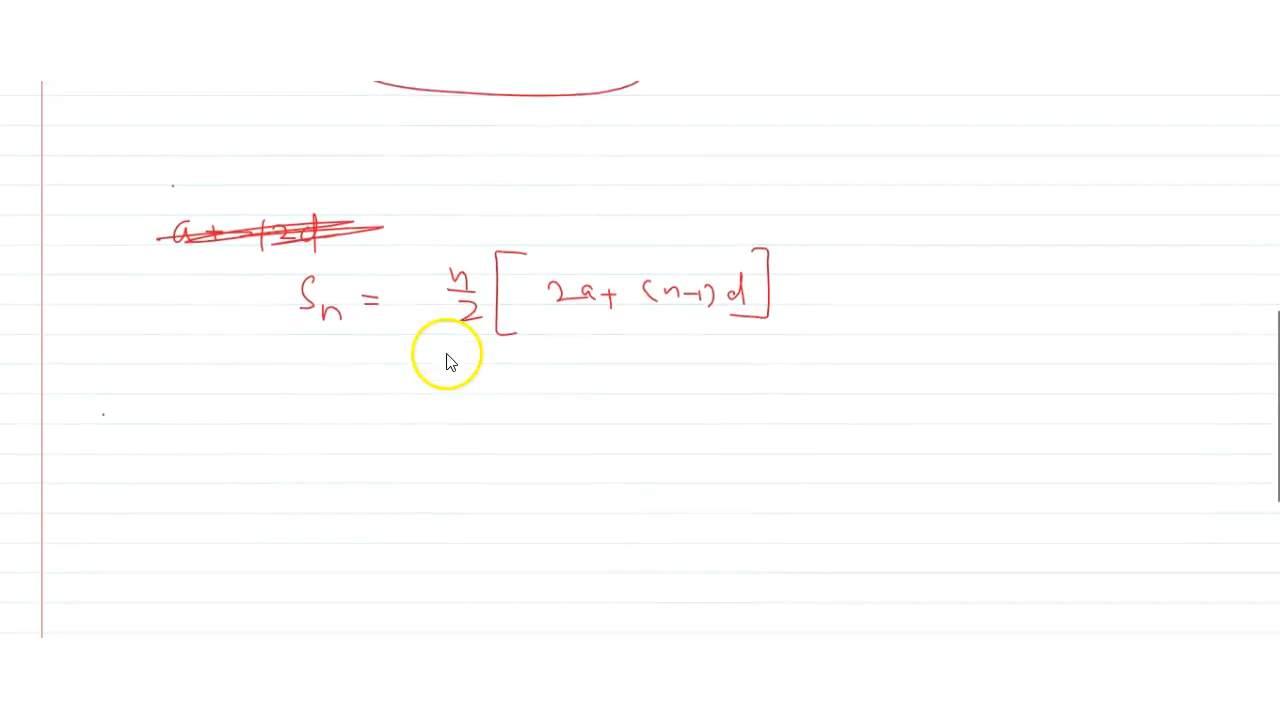 a + 12d
Sn = n/2 [ 2a + (n-1) d ]